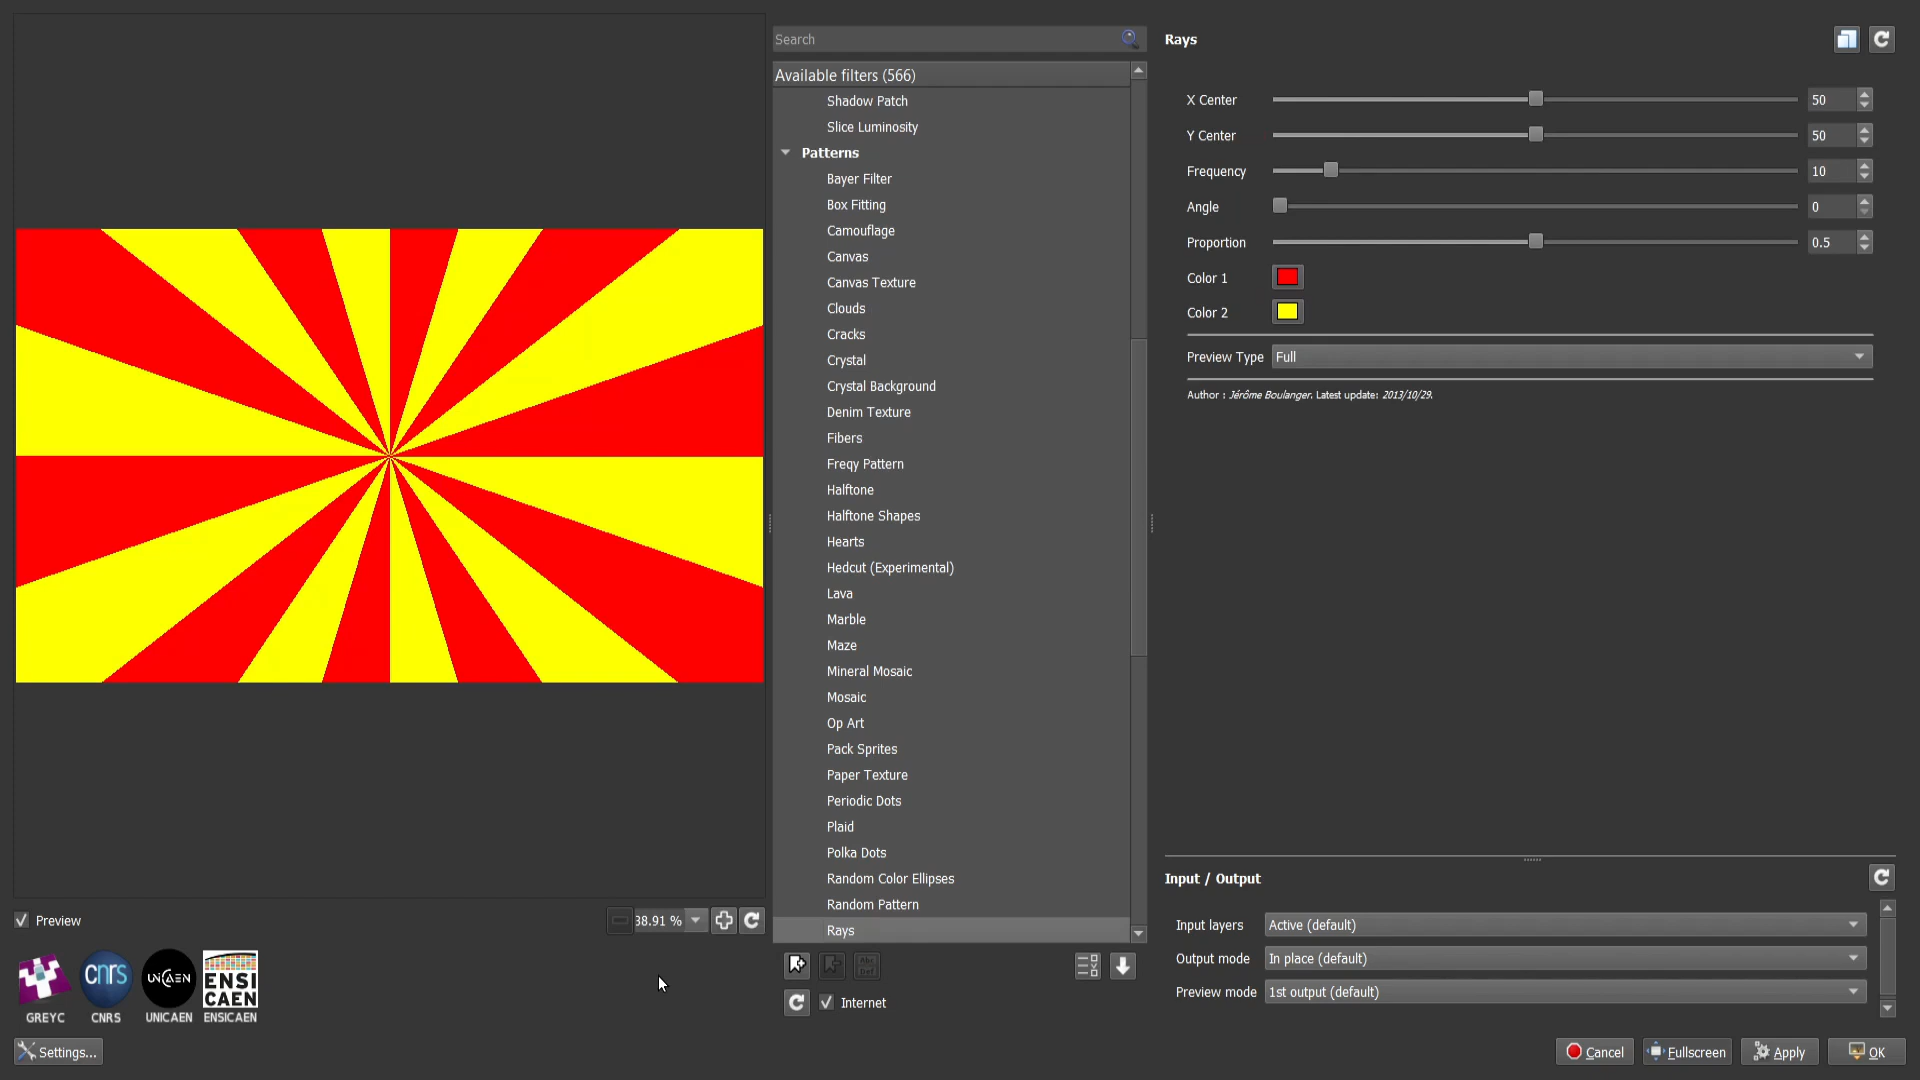 Search
Available filters (566)
Shadow Patch
Slice Luminosity
Patterns
Bayer Filter
Box Fitting
Camouflage
Canvas
Canvas Texture
Clouds
Cracks
Crystal
Crystal Background
Denim Texture
Fibers
Freqy Pattern
Halftone
Halftone Shapes
Hearts
Hedcut (Experimental)
Lava
Marble
Maze
Mineral Mosaic
Mosaic
Op Art
Pack Sprites
Paper Texture
Periodic Dots
Plaid
Polka Dots
Random Color Ellipses
Random Pattern
Rays
Internet
Rays
X Center 50
Y Center 50
Frequency 10
Angle 0
Proportion 0.5
Color 1
Color 2
Preview Type Full
Author : Jérôme Boulanger. Latest update: 2013/10/29.
Input / Output
Input layers Active (default)
Output mode In place (default)
Preview mode 1st output (default)
Preview
38.91 %
cnrs
UNICAEN
ENSI
CAEN
GREYC CNRS UNICAEN ENSICAEN
Settings...
Cancel Fullscreen Apply OK